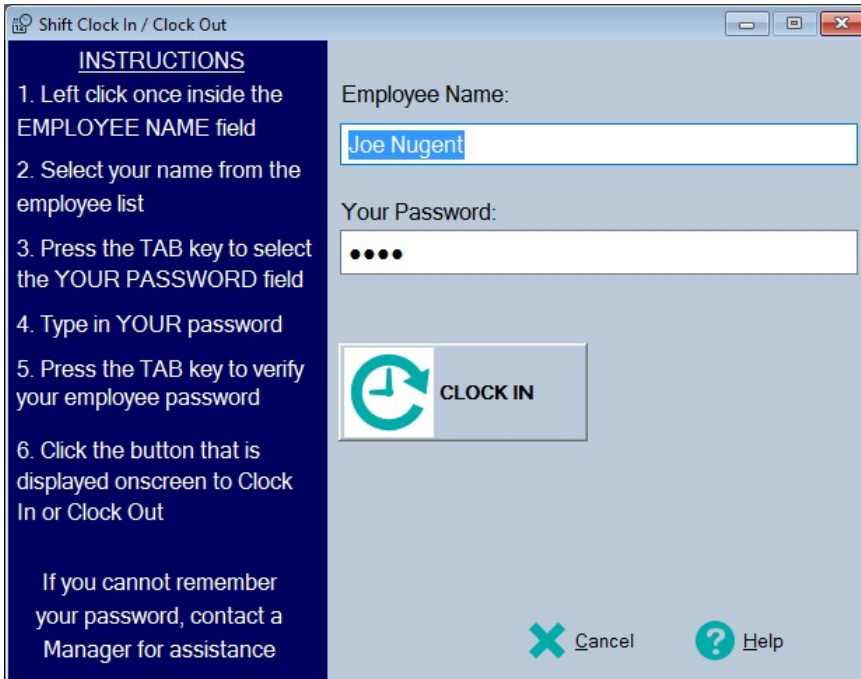 Shift Clock In / Clock Out
INSTRUCTIONS
1. Left click once inside the
EMPLOYEE NAME field
2. Select your name from the
employee list
3. Press the TAB key to select
the YOUR PASSWORD field
4. Type in YOUR password
5. Press the TAB key to verify
your employee password
6. Click the button that is
displayed onscreen to Clock
In or Clock Out
If you cannot remember
your password, contact a
Manager for assistance
Employee Name:
Joe Nugent
Your Password:
••••
CLOCK IN
Cancel
Help